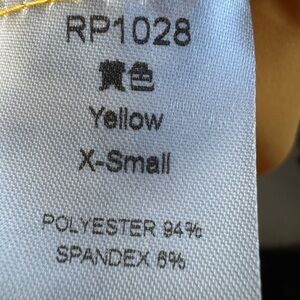 RP1028
黄色
Yellow
X-Small
POLYESTER 94%
SPANDEX 6%